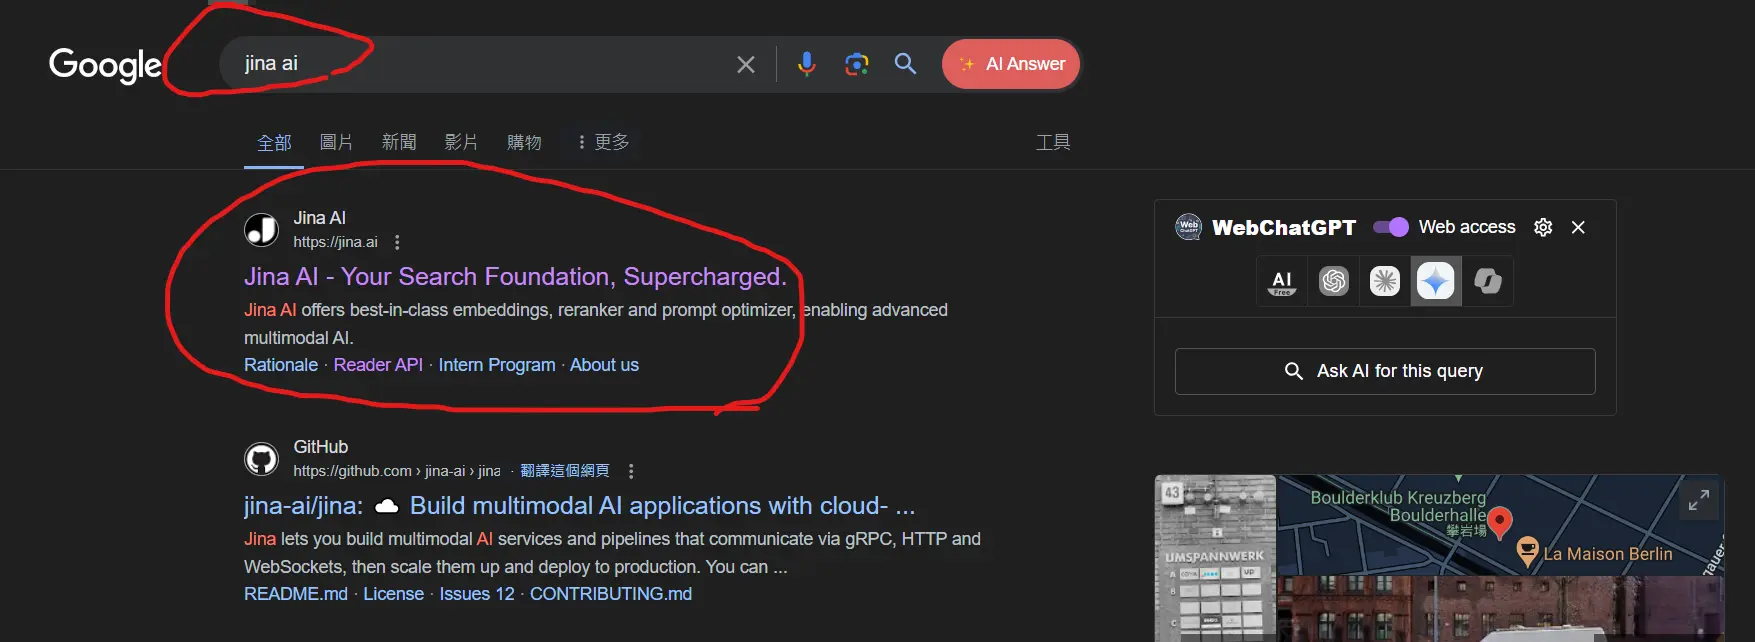 Google
jina ai
AI Answer
全部 圖片 新聞 影片 購物 更多 工具
Jina AI
https://jina.ai
Jina AI - Your Search Foundation, Supercharged.
Jina AI offers best-in-class embeddings, reranker and prompt optimizer, enabling advanced
multimodal AI.
Rationale · Reader API · Intern Program · About us
GitHub
https://github.com › jina-ai › jina · 翻譯這個網頁
jina-ai/jina: ☁️ Build multimodal AI applications with cloud- ...
Jina lets you build multimodal AI services and pipelines that communicate via gRPC, HTTP and
WebSockets, then scale them up and deploy to production. You can ...
README.md · License · Issues 12 · CONTRIBUTING.md
Web
ChatGPT
WebChatGPT Web access
AI
Free
Ask AI for this query
43
UMSPANNWERK
Boulderklub Kreuzberg
Boulderhalle
攀岩場
La Maison Berlin